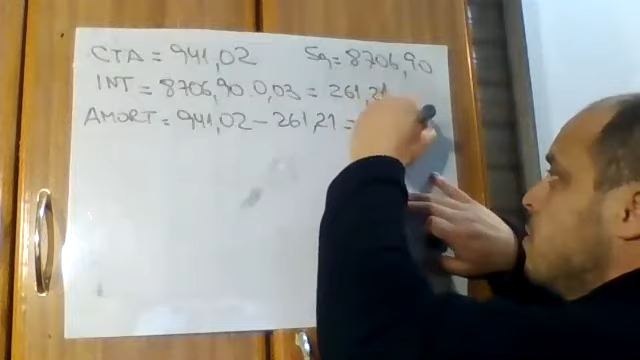 CTA = 941,02 Sq = 8706,90
INT = 8706,90 . 0,03 = 261,21
AMORT = 941,02 - 261,21 =